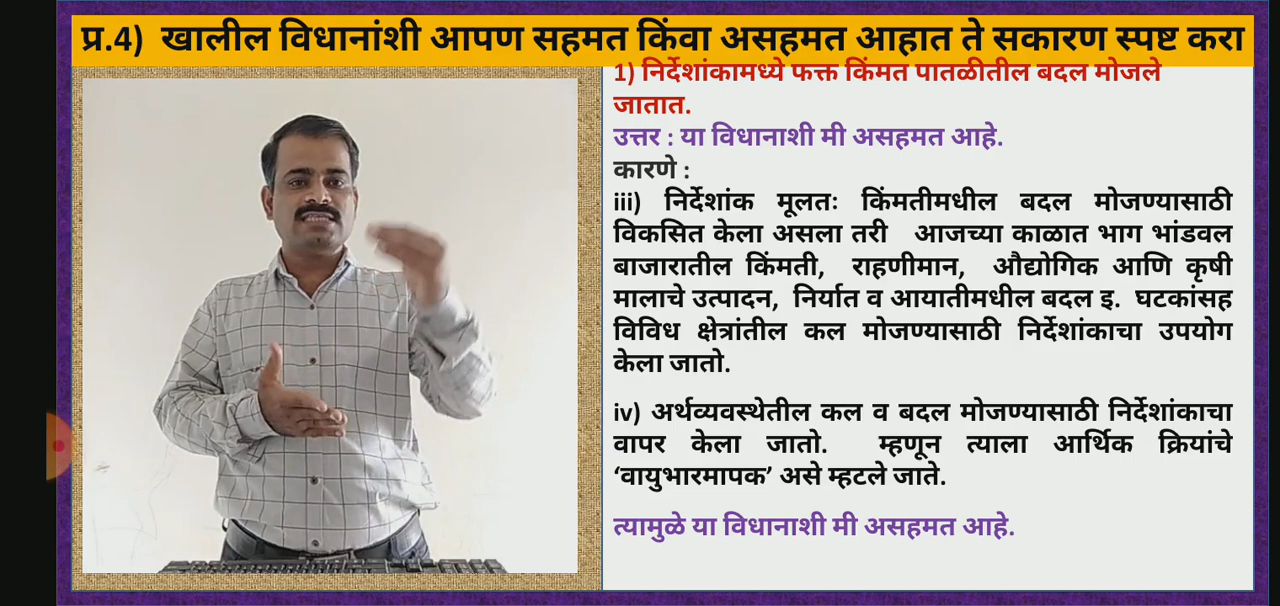 प्र.4) खालील विधानांशी आपण सहमत किंवा असहमत आहात ते सकारण स्पष्ट करा
1) निर्देशांकामध्ये फक्त किंमत पातळीतील बदल मोजले
जातात.
उत्तर : या विधानाशी मी असहमत आहे.
कारणे :
iii) निर्देशांक मूलतः किंमतीमधील बदल मोजण्यासाठी
विकसित केला असला तरी आजच्या काळात भाग भांडवल
बाजारातील किंमती, राहणीमान, औद्योगिक आणि कृषी
मालाचे उत्पादन, निर्यात व आयातीमधील बदल इ. घटकांसह
विविध क्षेत्रांतील कल मोजण्यासाठी निर्देशांकाचा उपयोग
केला जातो.
iv) अर्थव्यवस्थेतील कल व बदल मोजण्यासाठी निर्देशांकाचा
वापर केला जातो. म्हणून त्याला आर्थिक क्रियांचे
‘वायुभारमापक’ असे म्हटले जाते.
त्यामुळे या विधानाशी मी असहमत आहे.